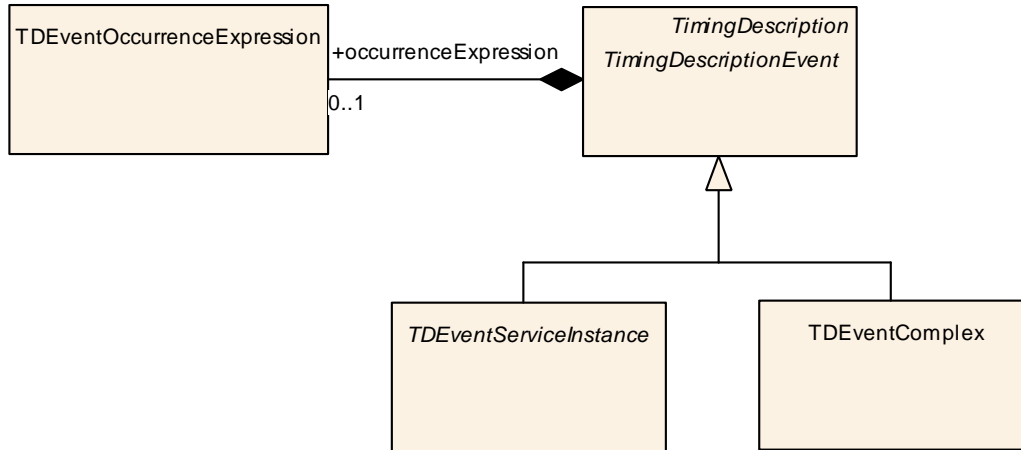 TimingDescription
TDEventOccurrenceExpression
+occurrenceExpression
TimingDescriptionEvent
0..1
TDEventServiceInstance
TDEventComplex